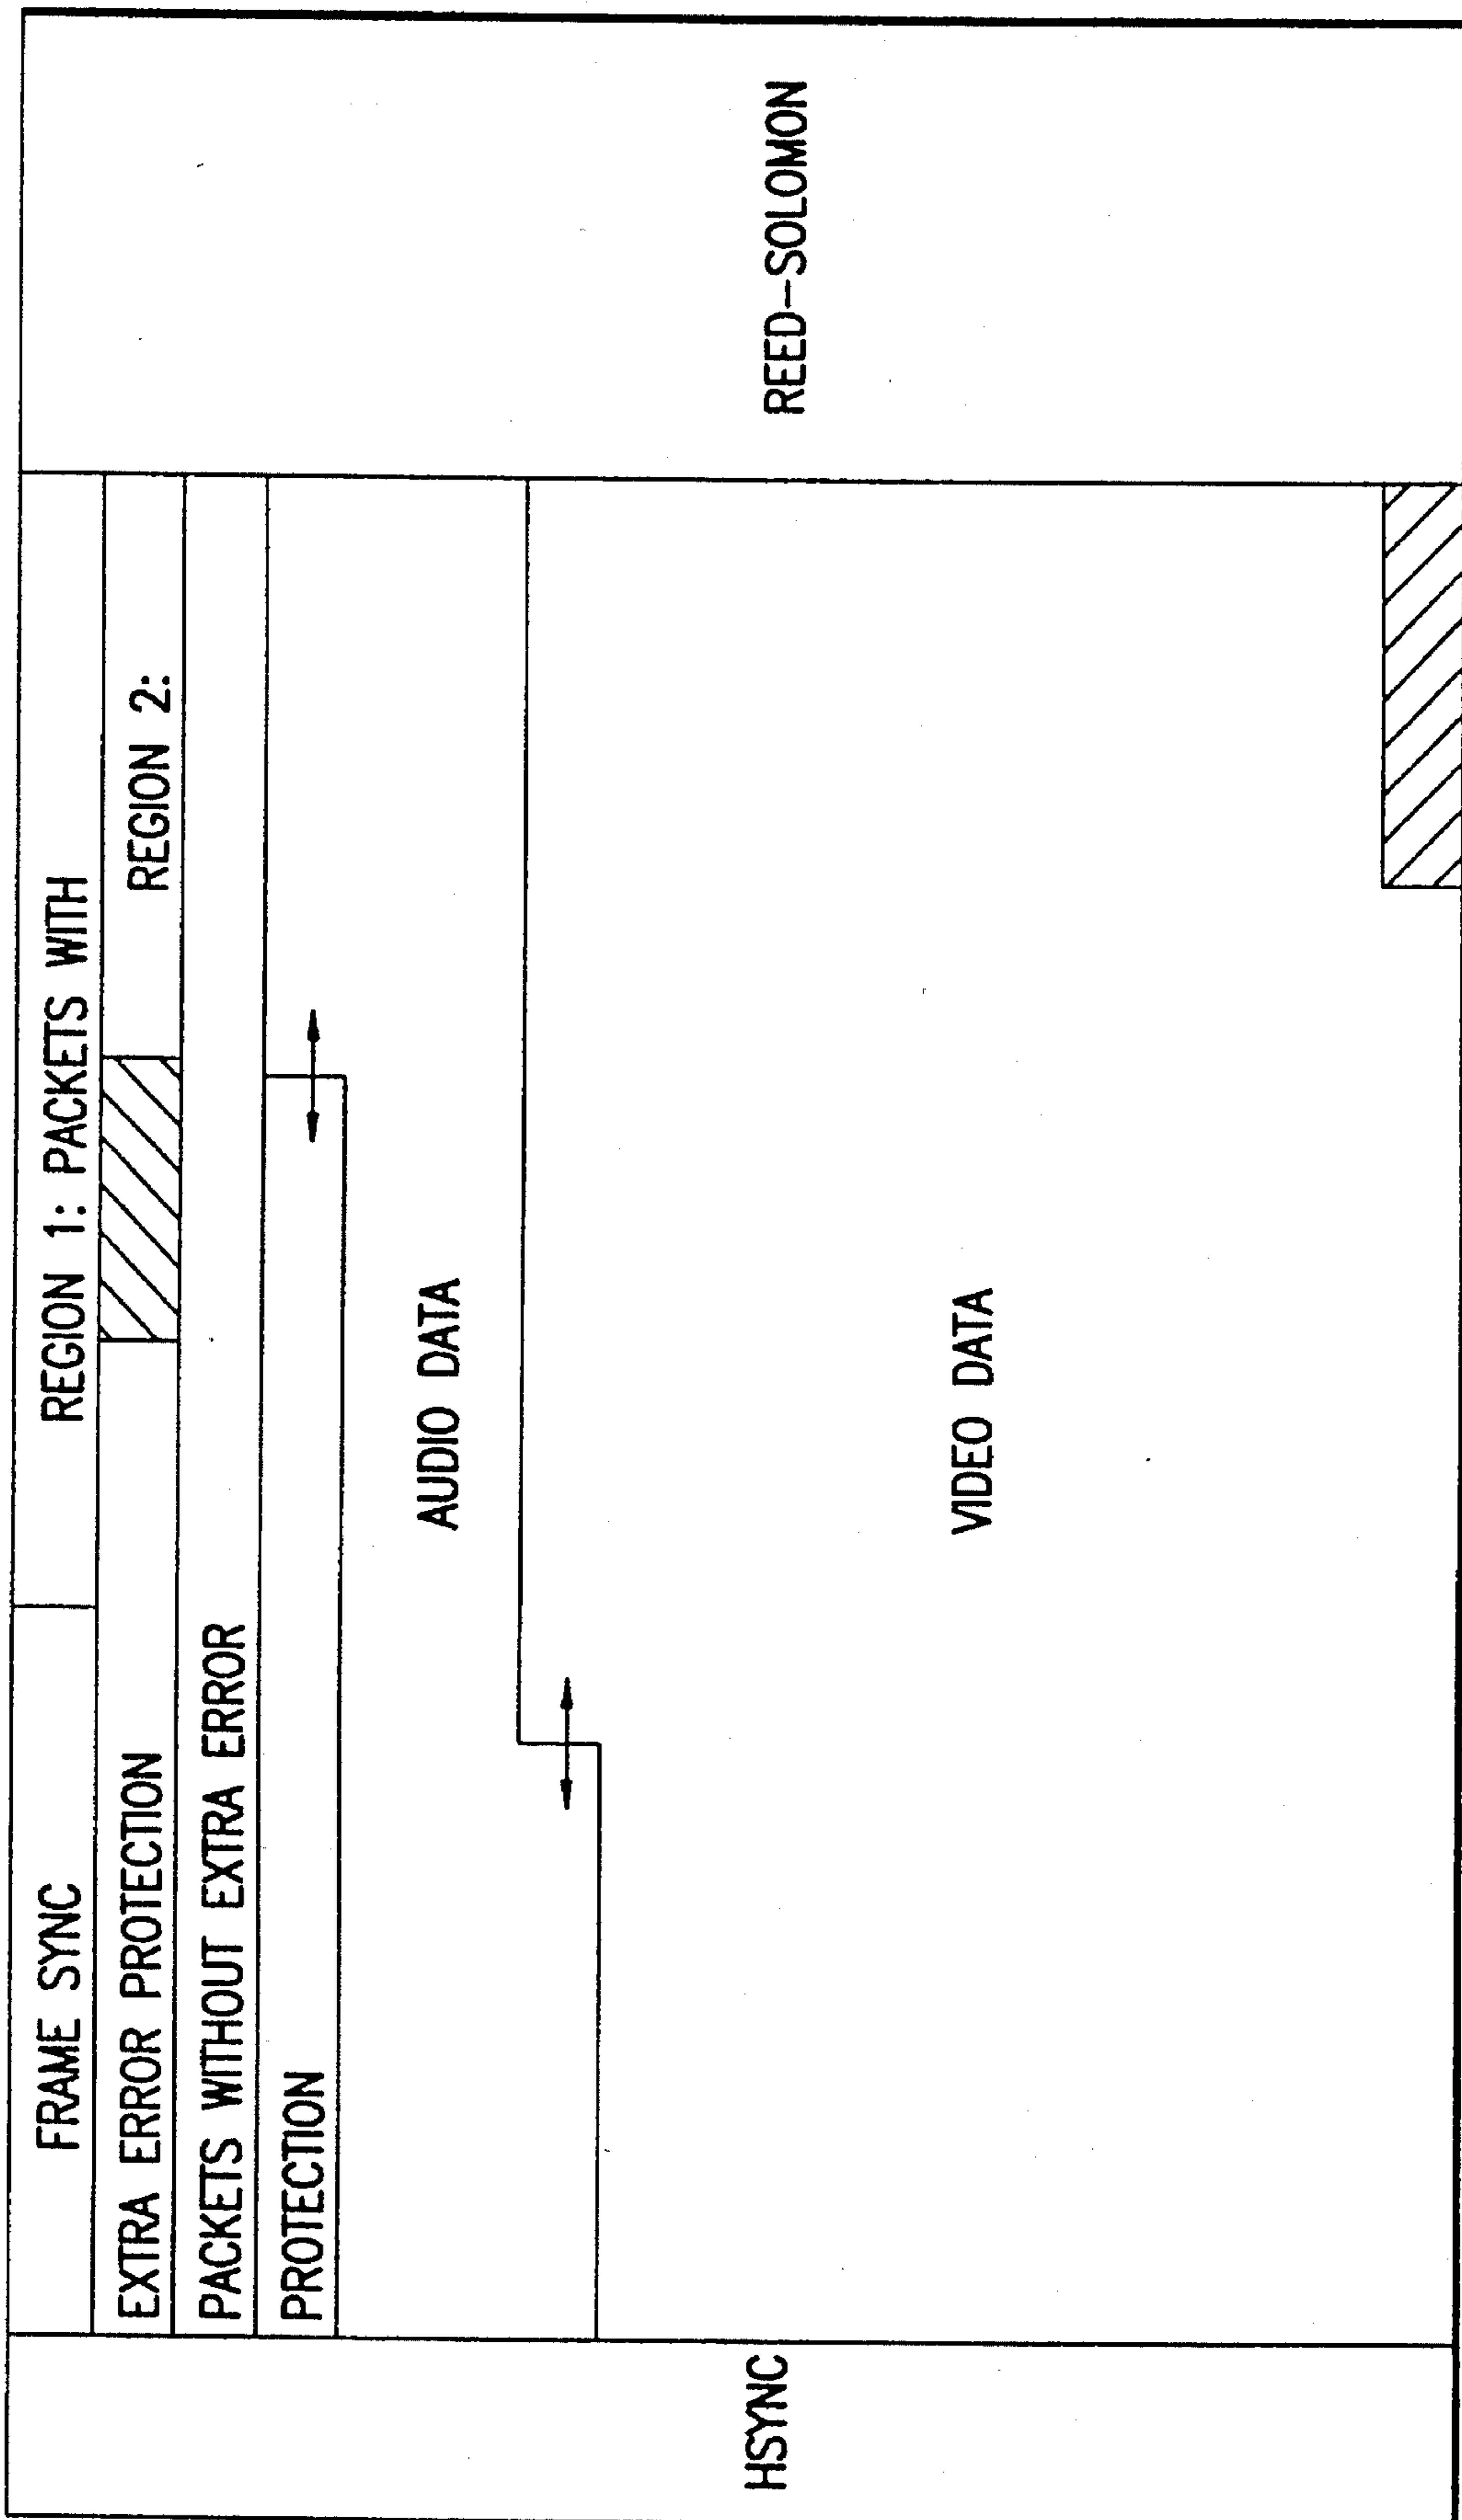 HSYNC
FRAME SYNC
REGION 1: PACKETS WITH
EXTRA ERROR PROTECTION
REGION 2:
PACKETS WITHOUT EXTRA ERROR
PROTECTION
AUDIO DATA
VIDEO DATA
REED-SOLOMON